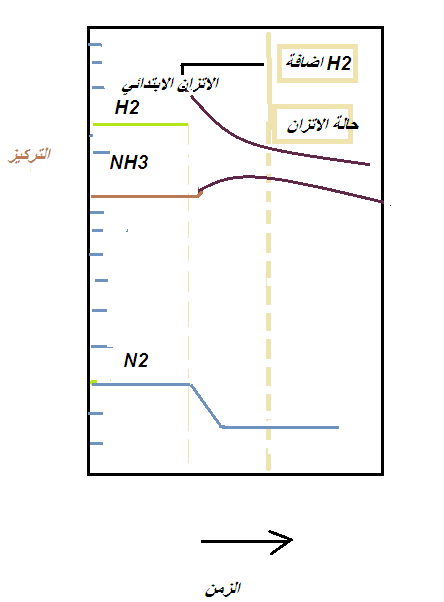 اضافة H2
الاتزان الابتدائي
H2
حالة الاتزان
التركيز
NH3
N2
الزمن